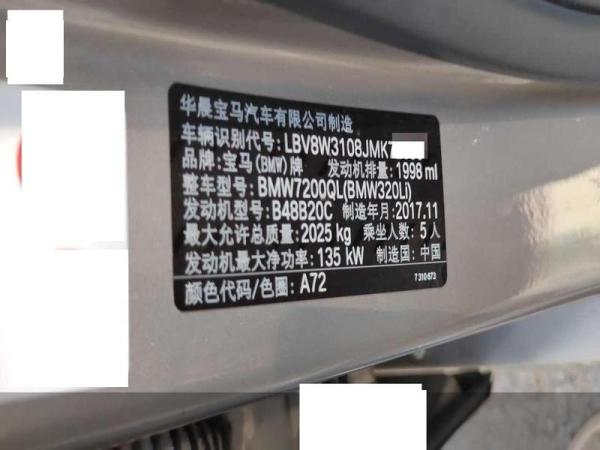 华晨宝马汽车有限公司制造
车辆识别代号: LBV8W3108JMK7
品牌: 宝马(BMW)牌 发动机排量: 1998 ml
整车型号: BMW7200QL(BMW320Li)
发动机型号: B48B20C 制造年月: 2017.11
最大允许总质量: 2025 kg 乘坐人数: 5 人
发动机最大净功率: 135 kW 制造国: 中国
颜色代码/色圈: A72
7 310 673